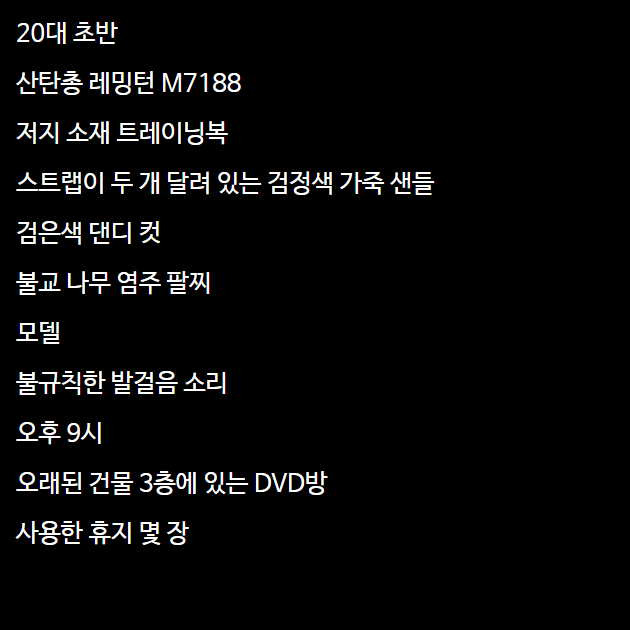 20대 초반
산탄총 레밍턴 M7188
저지 소재 트레이닝복
스트랩이 두 개 달려 있는 검정색 가죽 샌들
검은색 댄디 컷
불교 나무 염주 팔찌
모델
불규칙한 발걸음 소리
오후 9시
오래된 건물 3층에 있는 DVD방
사용한 휴지 몇 장